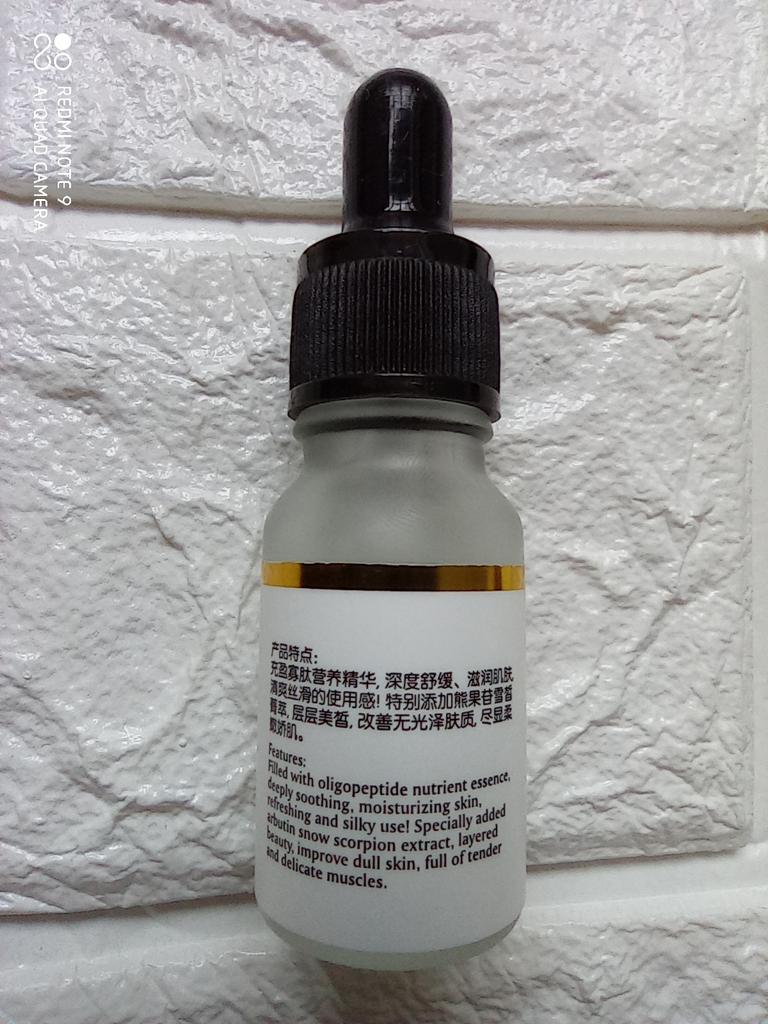 REDMI NOTE 9
AI QUAD CAMERA
产品特点：
充盈寡肽营养精华, 深度舒缓、滋润肌肤,
清爽丝滑的使用感! 特别添加熊果苷雪皙
菁萃, 层层美皙, 改善无光泽肤质, 尽显柔
嫩娇肌。
Features:
Filled with oligopeptide nutrient essence,
deeply soothing, moisturizing skin,
refreshing and silky use! Specially added
arbutin snow scorpion extract, layered
beauty, improve dull skin, full of tender
and delicate muscles.